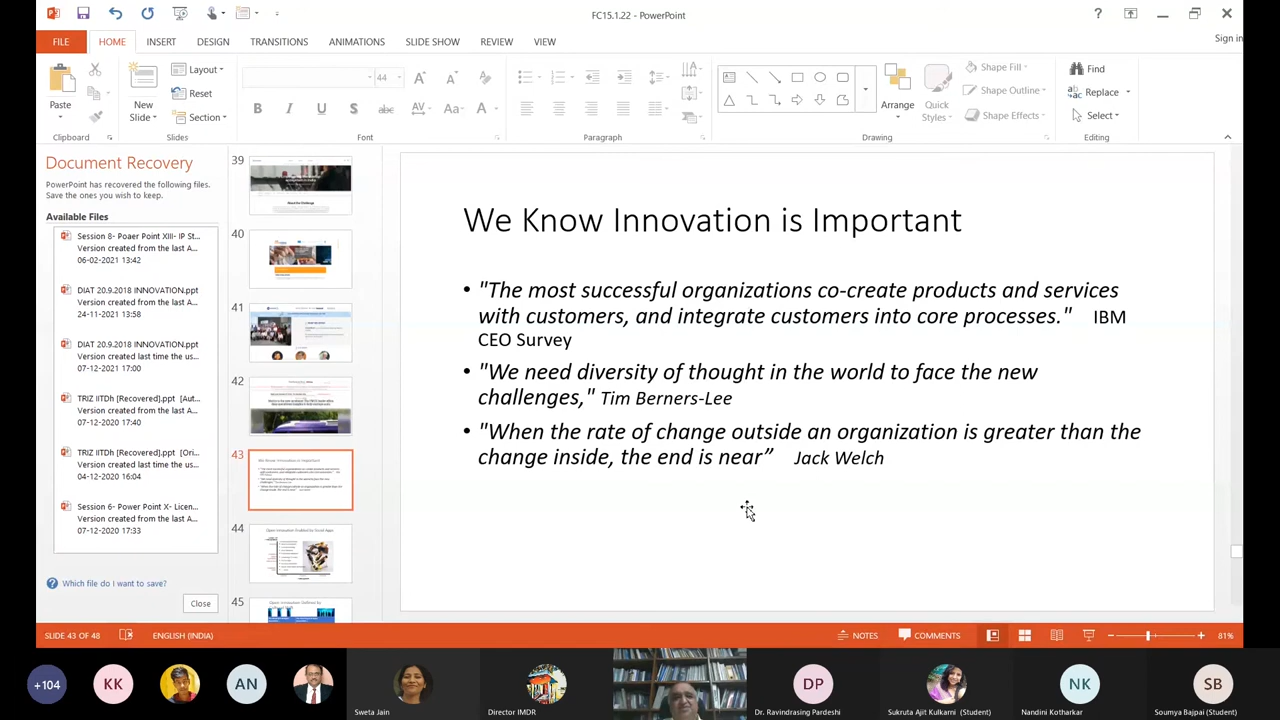 FC15.1.22 - PowerPoint
?
Sign in
FILE
HOME
INSERT
DESIGN
TRANSITIONS
ANIMATIONS
SLIDE SHOW
REVIEW
VIEW
Paste
Clipboard
New
Slide
Layout
Reset
Section
Slides
44
Font
Paragraph
Arrange
Quick
Styles
Shape Fill
Shape Outline
Shape Effects
Drawing
Find
Replace
Select
Editing
Document Recovery
PowerPoint has recovered the following files.
Save the ones you wish to keep.
Available Files
Session 8- Poaer Point XIII- IP St...
Version created from the last A...
06-02-2021 13:42
DIAT 20.9.2018 INNOVATION.ppt
Version created from the last A...
24-11-2021 13:58
DIAT 20.9.2018 INNOVATION.ppt
Version created last time the us...
07-12-2021 17:00
TRIZ IITDh [Recovered].ppt [Aut...
Version created from the last A...
07-12-2020 17:40
TRIZ IITDh [Recovered].ppt [Ori...
Version created last time the us...
04-12-2020 16:04
Session 6- Power Point X- Licen...
Version created from the last A...
07-12-2020 17:33
Which file do I want to save?
Close
39
40
41
42
43
44
45
We Know Innovation is Important
• "The most successful organizations co-create products and services
with customers, and integrate customers into core processes." IBM
CEO Survey
• "We need diversity of thought in the world to face the new
challenges," Tim Berners-Lee
• "When the rate of change outside an organization is greater than the
change inside, the end is near” Jack Welch
SLIDE 43 OF 48
ENGLISH (INDIA)
NOTES
COMMENTS
81%
+104
KK
AN
Sweta Jain
Director IMDR
DP
Dr. Ravindrasing Pardeshi
Sukruta Ajit Kulkarni (Student)
NK
Nandini Kotharkar
SB
Soumya Bajpai (Student)